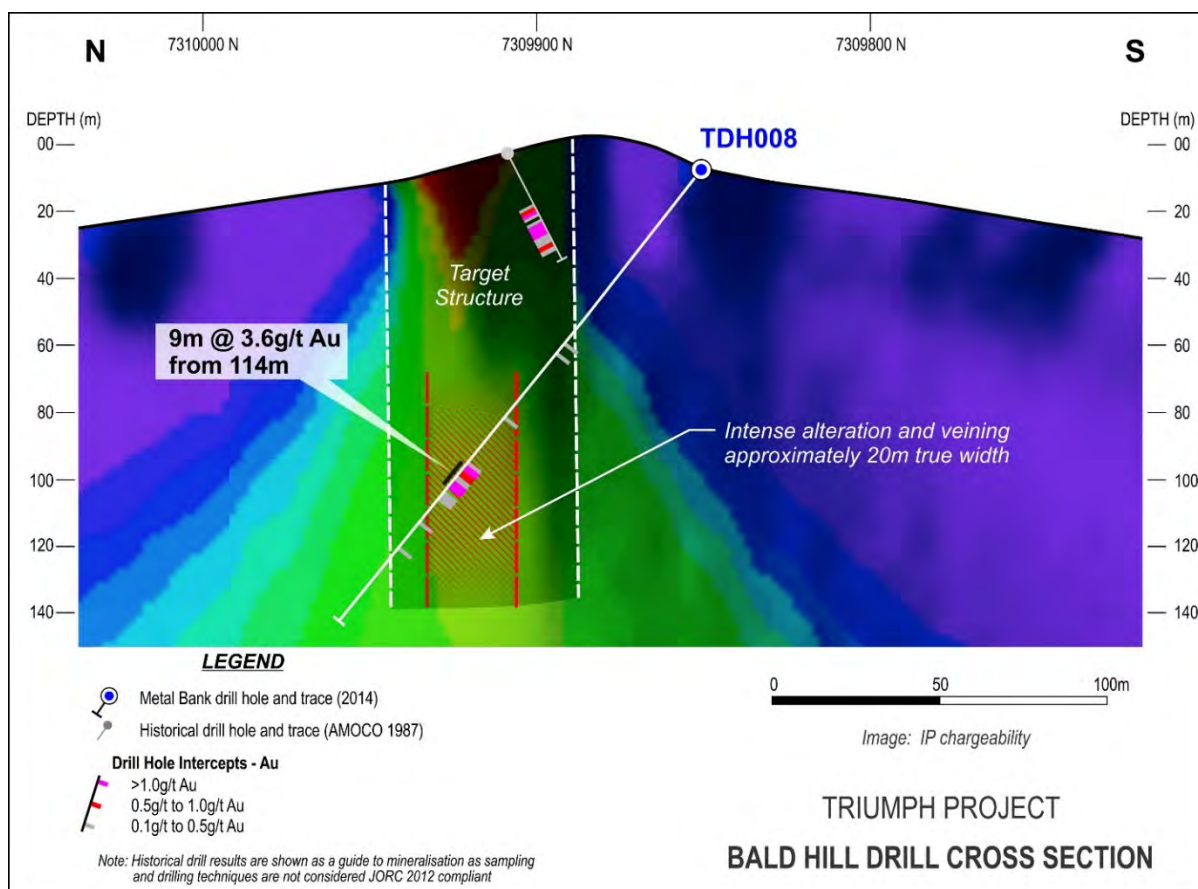 7310000 N
7309900 N
7309800 N
N
S
DEPTH (m)
DEPTH (m)
00
20
40
60
80
100
120
140
00
20
40
60
80
100
120
140
TDH008
Target
Structure
9m @ 3.6g/t Au
from 114m
Intense alteration and veining
approximately 20m true width
LEGEND
Metal Bank drill hole and trace (2014)
Historical drill hole and trace (AMOCO 1987)
Drill Hole Intercepts - Au
>1.0g/t Au
0.5g/t to 1.0g/t Au
0.1g/t to 0.5g/t Au
Note: Historical drill results are shown as a guide to mineralisation as sampling
and drilling techniques are not considered JORC 2012 compliant
0
50
100m
Image: IP chargeability
TRIUMPH PROJECT
BALD HILL DRILL CROSS SECTION